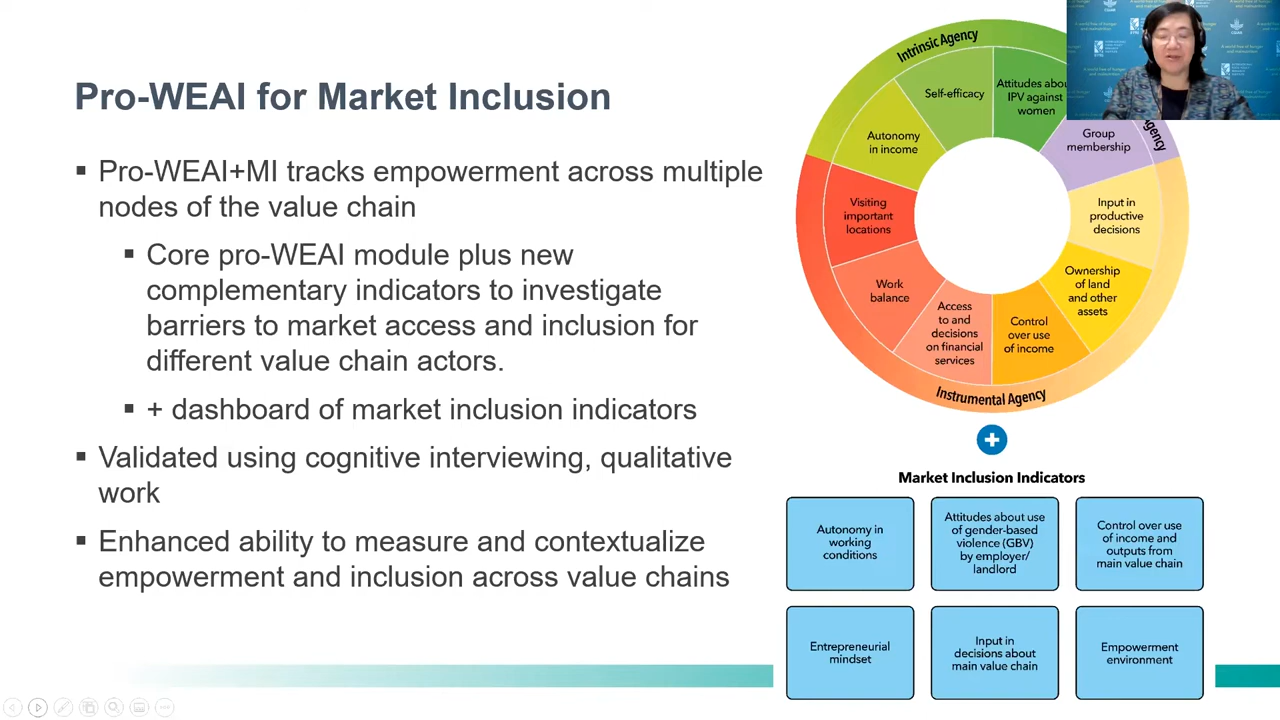 Pro-WEAI for Market Inclusion
▪ Pro-WEAI+MI tracks empowerment across multiple
nodes of the value chain
▪ Core pro-WEAI module plus new
complementary indicators to investigate
barriers to market access and inclusion for
different value chain actors.
▪ + dashboard of market inclusion indicators
▪ Validated using cognitive interviewing, qualitative
work
▪ Enhanced ability to measure and contextualize
empowerment and inclusion across value chains
Intrinsic Agency
Autonomy
in income
Self-efficacy
Attitudes
IPV against
women
Group
membership
Input in
productive
decisions
Ownership
of land
and other
assets
Control
over use
of income
Access
to and
decisions
on financial
services
Work
balance
Visiting
important
locations
Instrumental Agency
Market Inclusion Indicators
Autonomy in
working
conditions
Attitudes about use
of gender-based
violence (GBV)
by employer/
landlord
Control over use
of income and
outputs from
main value chain
Entrepreneurial
mindset
Input in
decisions about
main value chain
Empowerment
environment